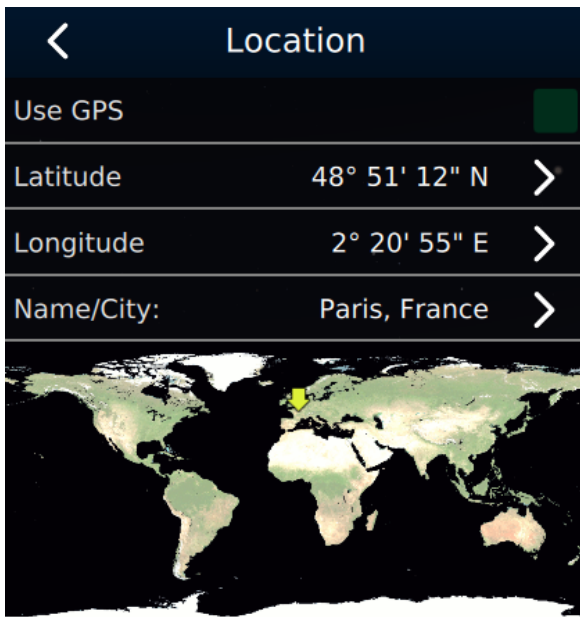 Location
Use GPS
Latitude 48° 51' 12" N
Longitude 2° 20' 55" E
Name/City: Paris, France